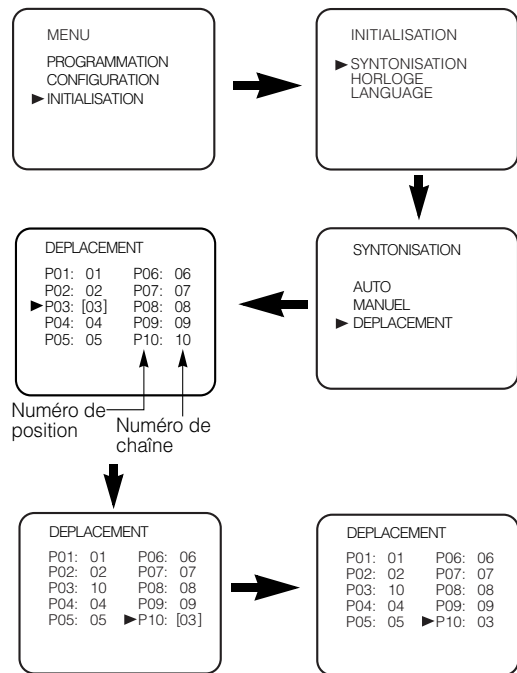 MENU
PROGRAMMATION
CONFIGURATION
INITIALISATION
INITIALISATION
SYNTONISATION
HORLOGE
LANGUAGE
SYNTONISATION
AUTO
MANUEL
DEPLACEMENT
DEPLACEMENT
P01: 01 P06: 06
P02: 02 P07: 07
P03: [03] P08: 08
P04: 04 P09: 09
P05: 05 P10: 10
Numéro de
position
Numéro de
chaîne
DEPLACEMENT
P01: 01 P06: 06
P02: 02 P07: 07
P03: 10 P08: 08
P04: 04 P09: 09
P05: 05 P10: [03]
DEPLACEMENT
P01: 01 P06: 06
P02: 02 P07: 07
P03: 10 P08: 08
P04: 04 P09: 09
P05: 05 P10: 03